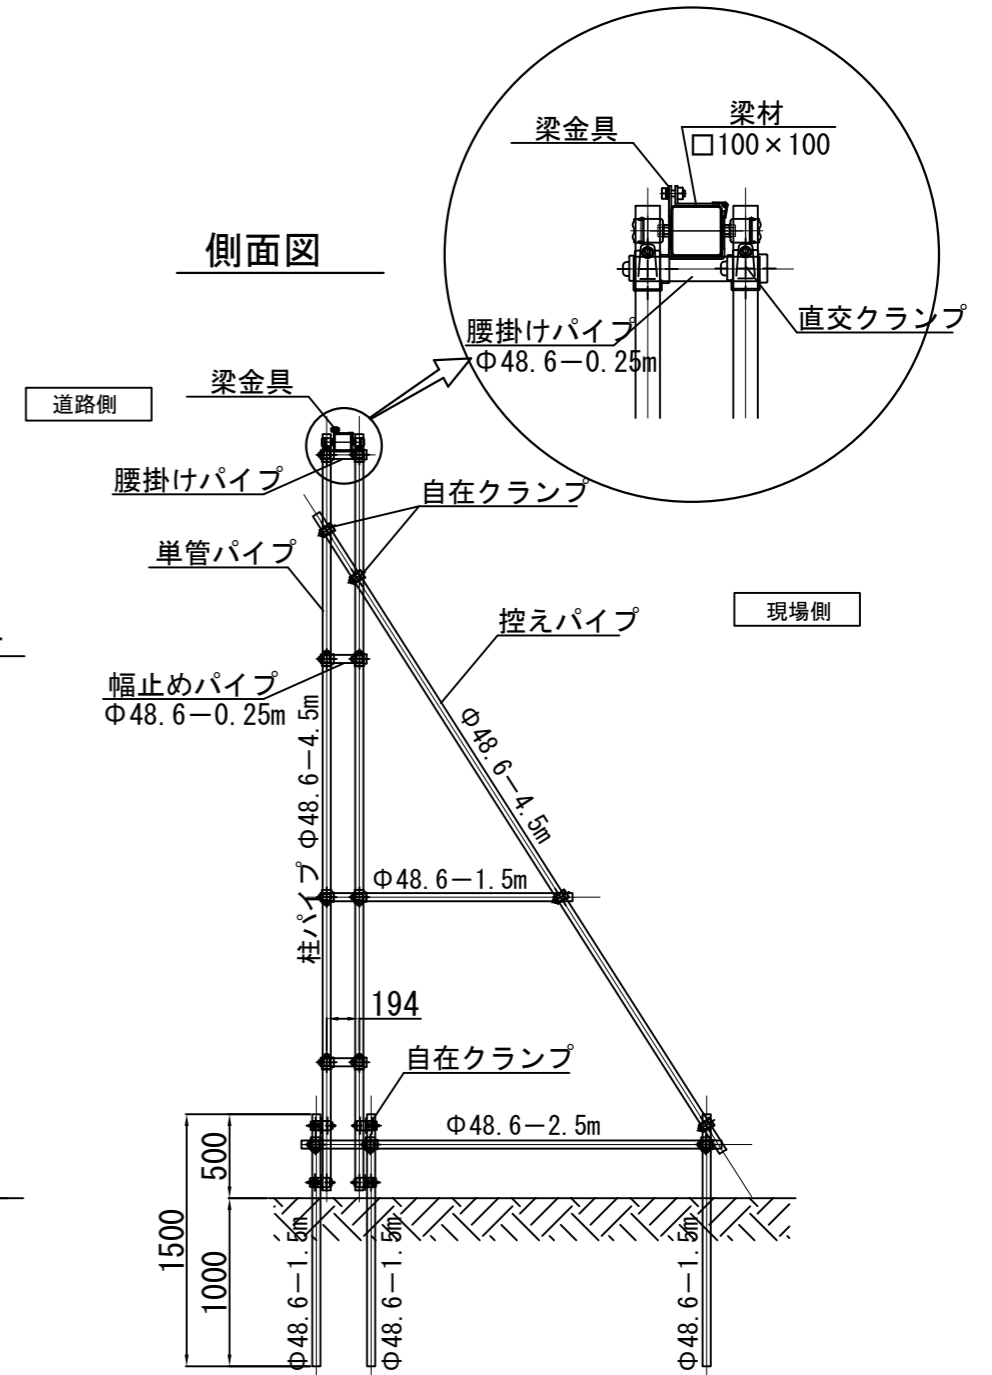 梁金具
梁材
□100×100
側面図
直交クランプ
腰掛けパイプ
Φ48.6−0.25m
梁金具
道路側
腰掛けパイプ
自在クランプ
単管パイプ
現場側
控えパイプ
幅止めパイプ
Φ48.6−0.25m
柱パイプ Φ48.6−4.5m
Φ48.6−4.5m
Φ48.6−1.5m
194
自在クランプ
Φ48.6−2.5m
500
1500
1000
Φ48.6−1.5m
Φ48.6−1.5m
Φ48.6−1.5m